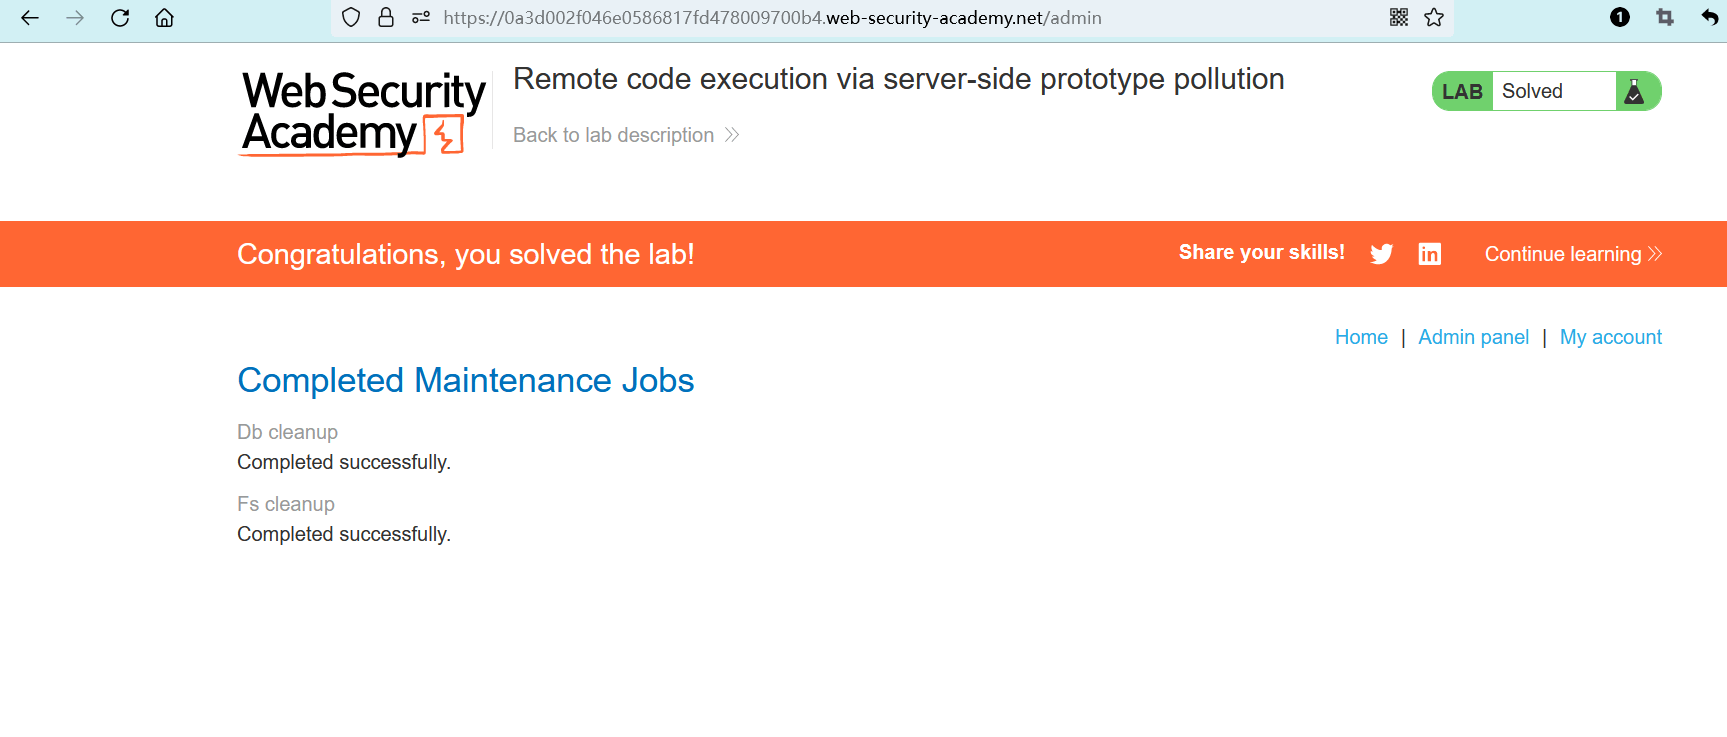 https://0a3d002f046e0586817fd478009700b4.web-security-academy.net/admin
1
Web Security
Academy
Remote code execution via server-side prototype pollution
Back to lab description
LAB Solved
Congratulations, you solved the lab!
Share your skills!
in
Continue learning
Home | Admin panel | My account
Completed Maintenance Jobs
Db cleanup
Completed successfully.
Fs cleanup
Completed successfully.